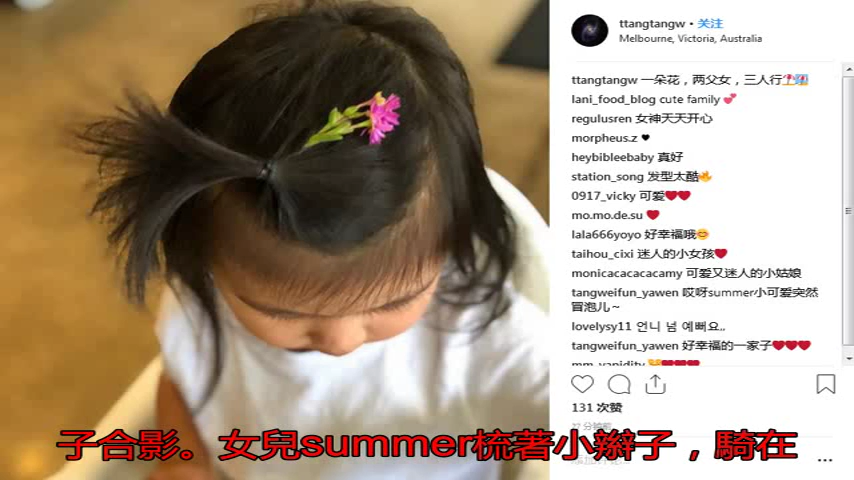 ttangtangw • 关注
Melbourne, Victoria, Australia
ttangtangw 一朵花，两父女，三人行
lani_food_blog cute family 💕
regulusren 女神天天开心
morpheus.z ♥
heybibleebaby 真好
station_song 发型太酷🔥
0917_vicky 可爱❤❤
mo.mo.de.su ❤
lala666yoyo 好幸福哦😊
taihou_cixi 迷人的小女孩❤
monicacacacacamy 可爱又迷人的小姑娘
tangweifun_yawen 哎呀summer小可爱突然
冒泡儿～
lovelysy11 언니 넘 예뻐요..
tangweifun_yawen 好幸福的一家子❤❤❤
mm_vapidity
131 次赞
子合影。女兒summer梳著小辮子，騎在